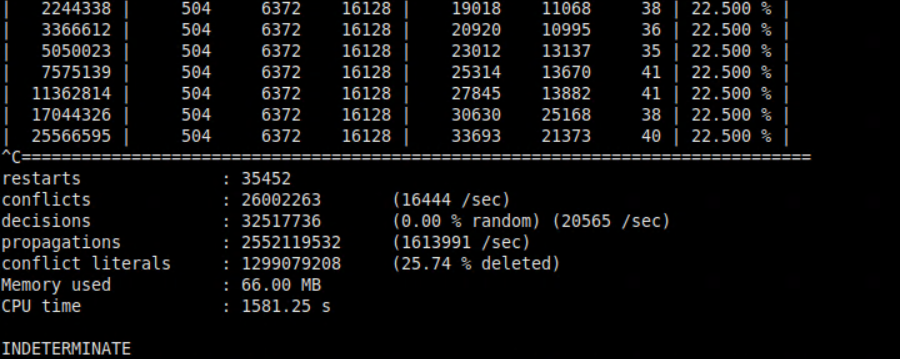 | 2244338 | 504 6372 16128 | 19018 11068 38 | 22.500 % |
| 3366612 | 504 6372 16128 | 20920 10995 36 | 22.500 % |
| 5050023 | 504 6372 16128 | 23012 13137 35 | 22.500 % |
| 7575139 | 504 6372 16128 | 25314 13670 41 | 22.500 % |
| 11362814 | 504 6372 16128 | 27845 13882 41 | 22.500 % |
| 17044326 | 504 6372 16128 | 30630 25168 38 | 22.500 % |
| 25566595 | 504 6372 16128 | 33693 21373 40 | 22.500 % |
^C===============================================================================
restarts : 35452
conflicts : 26002263 (16444 /sec)
decisions : 32517736 (0.00 % random) (20565 /sec)
propagations : 2552119532 (1613991 /sec)
conflict literals : 1299079208 (25.74 % deleted)
Memory used : 66.00 MB
CPU time : 1581.25 s
INDETERMINATE